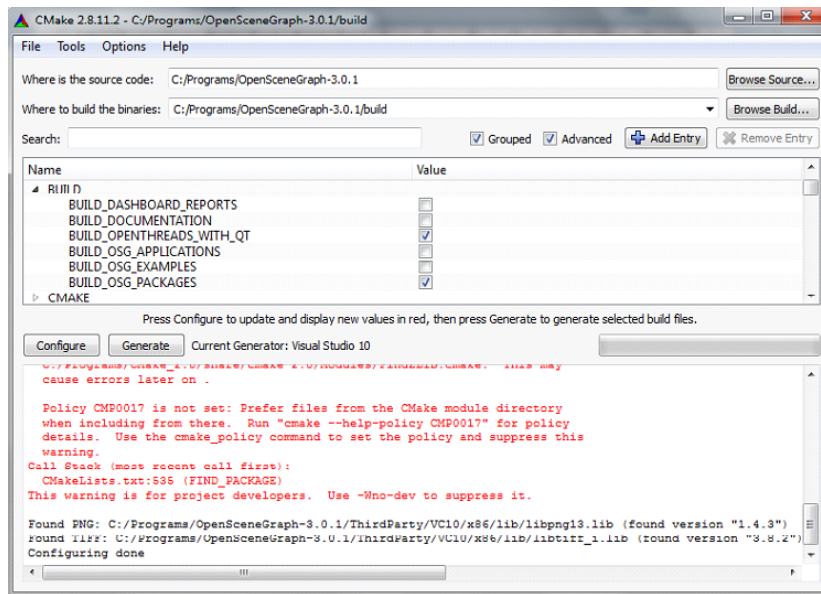 CMake 2.8.11.2 - C:/Programs/OpenSceneGraph-3.0.1/build
File Tools Options Help
Where is the source code: C:/Programs/OpenSceneGraph-3.0.1 Browse Source...
Where to build the binaries: C:/Programs/OpenSceneGraph-3.0.1/build Browse Build...
Search: Grouped Advanced Add Entry Remove Entry
Name Value
BUILD
BUILD_DASHBOARD_REPORTS
BUILD_DOCUMENTATION
BUILD_OPENTHREADS_WITH_QT
BUILD_OSG_APPLICATIONS
BUILD_OSG_EXAMPLES
BUILD_OSG_PACKAGES
CMAKE
Press Configure to update and display new values in red, then press Generate to generate selected build files.
Configure Generate Current Generator: Visual Studio 10
This may
cause errors later on .
Policy CMP0017 is not set: Prefer files from the CMake module directory
when including from there. Run "cmake --help-policy CMP0017" for policy
details. Use the cmake_policy command to set the policy and suppress this
warning.
Call Stack (most recent call first):
CMakeLists.txt:535 (FIND_PACKAGE)
This warning is for project developers. Use -Wno-dev to suppress it.
Found PNG: C:/Programs/OpenSceneGraph-3.0.1/ThirdParty/VC10/x86/lib/libpng13.lib (found version "1.4.3")
Found TIFF: C:/Programs/OpenSceneGraph-3.0.1/ThirdParty/VC10/x86/lib/libtiff_i.lib (found version "3.8.2")
Configuring done